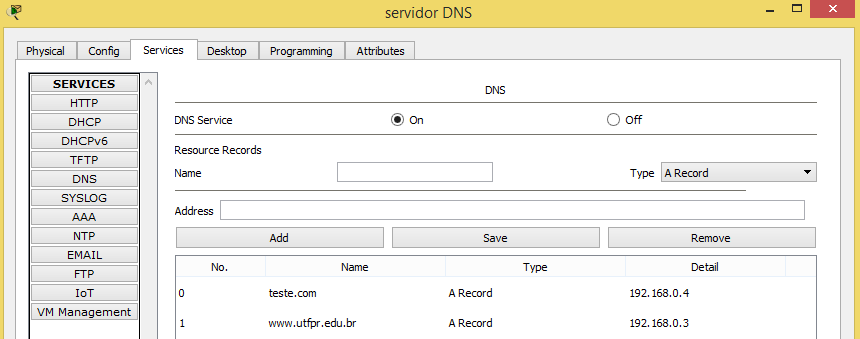 servidor DNS
Physical Config Services Desktop Programming Attributes
SERVICES
HTTP
DHCP
DHCPv6
TFTP
DNS
SYSLOG
AAA
NTP
EMAIL
FTP
IoT
VM Management
DNS
DNS Service On Off
Resource Records
Name Type A Record
Address
Add Save Remove
No. Name Type Detail
0 teste.com A Record 192.168.0.4
1 www.utfpr.edu.br A Record 192.168.0.3